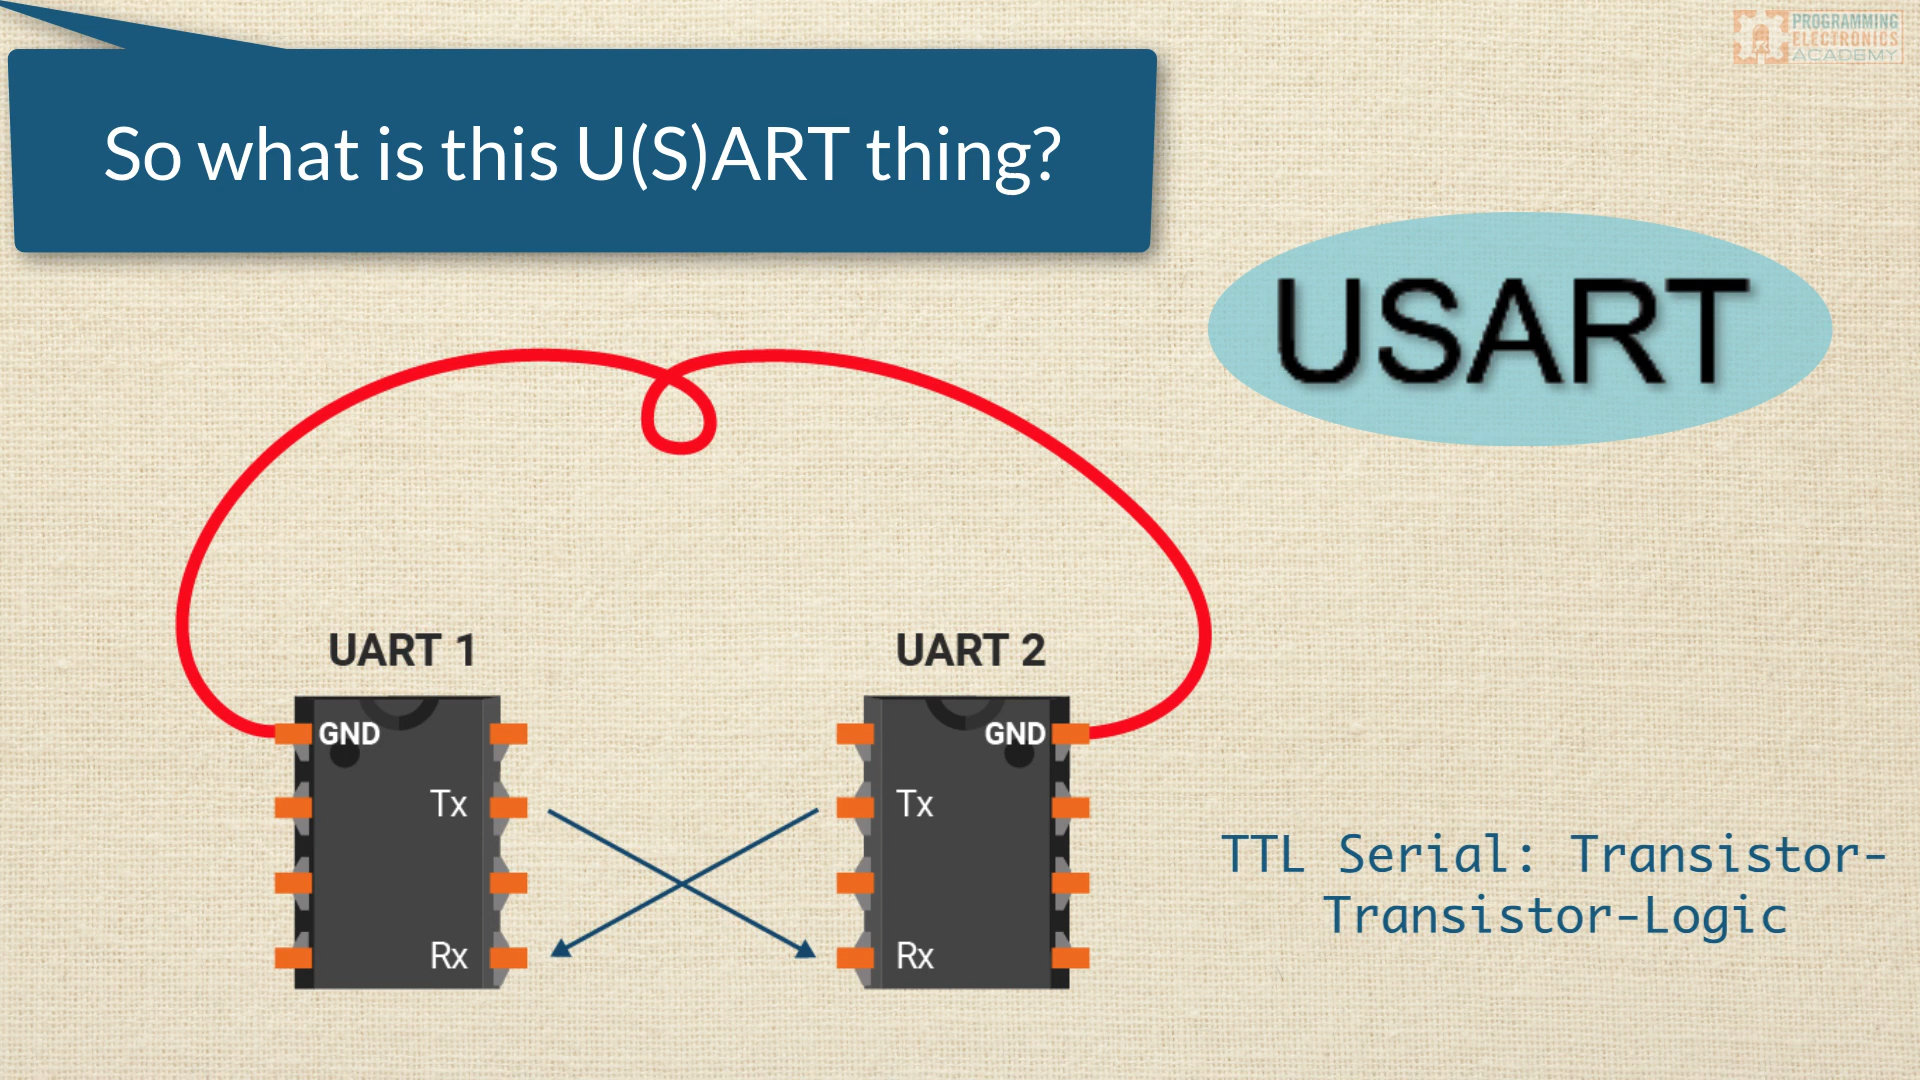 PROGRAMMING
ELECTRONICS
ACADEMY
So what is this U(S)ART thing?
USART
UART 1
UART 2
GND
GND
Tx
Tx
Rx
Rx
TTL Serial: Transistor-
Transistor-Logic